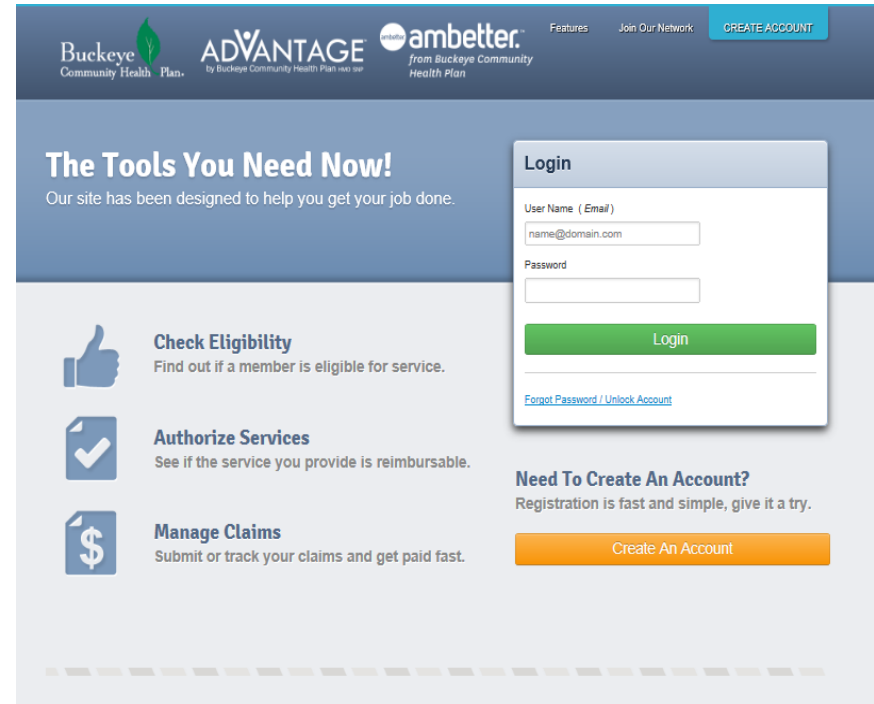 Buckeye
Community Health Plan.
ADVANTAGE
by Buckeye Community Health Plan HMO SNP
ambetter
ambetter.
from Buckeye Community
Health Plan
Features
Join Our Network
CREATE ACCOUNT
The Tools You Need Now!
Our site has been designed to help you get your job done.
Login
User Name ( Email )
name@domain.com
Password
Login
Forgot Password / Unlock Account
Check Eligibility
Find out if a member is eligible for service.
Authorize Services
See if the service you provide is reimbursable.
Manage Claims
Submit or track your claims and get paid fast.
Need To Create An Account?
Registration is fast and simple, give it a try.
Create An Account